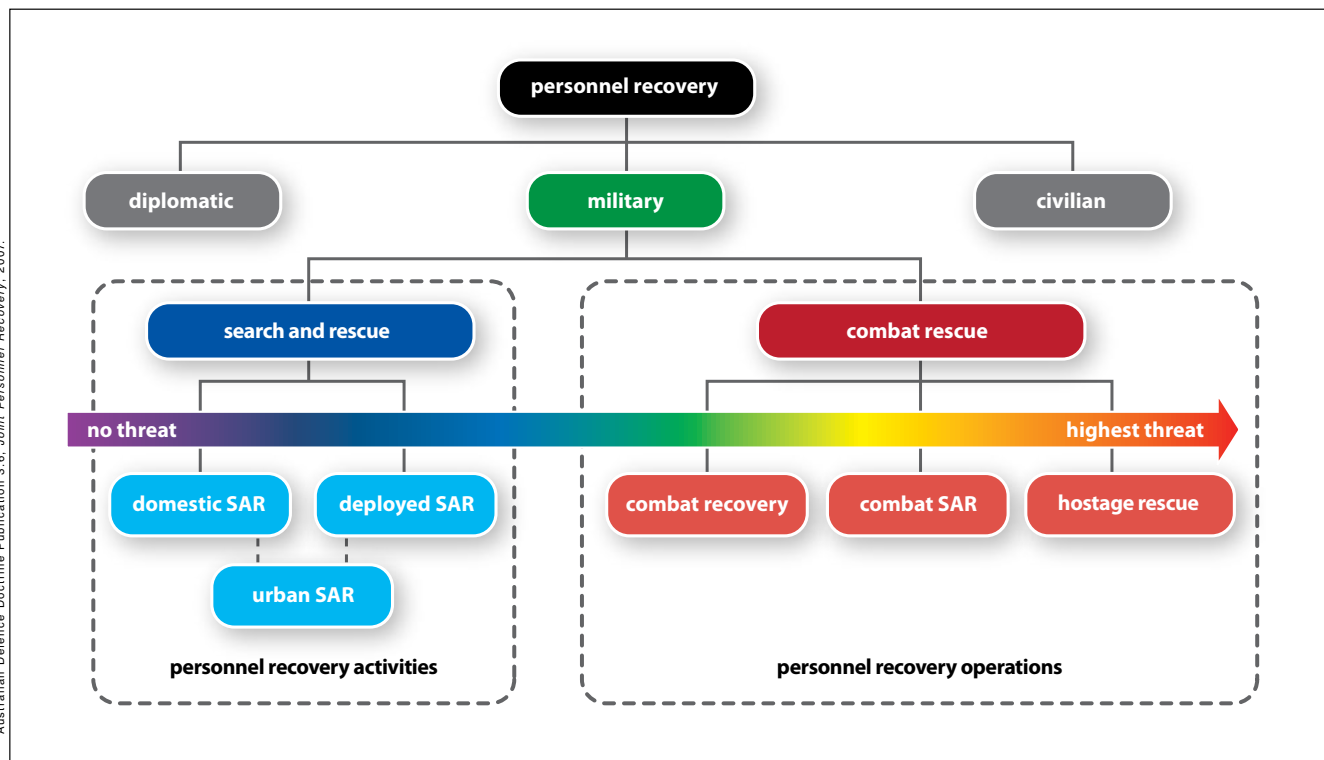 personnel recovery
diplomatic
military
civilian
search and rescue
combat rescue
no threat
highest threat
domestic SAR
deployed SAR
combat recovery
combat SAR
hostage rescue
urban SAR
personnel recovery activities
personnel recovery operations
Australian Defence Doctrine Publication 3.6, Joint Personnel Recovery, 2007.